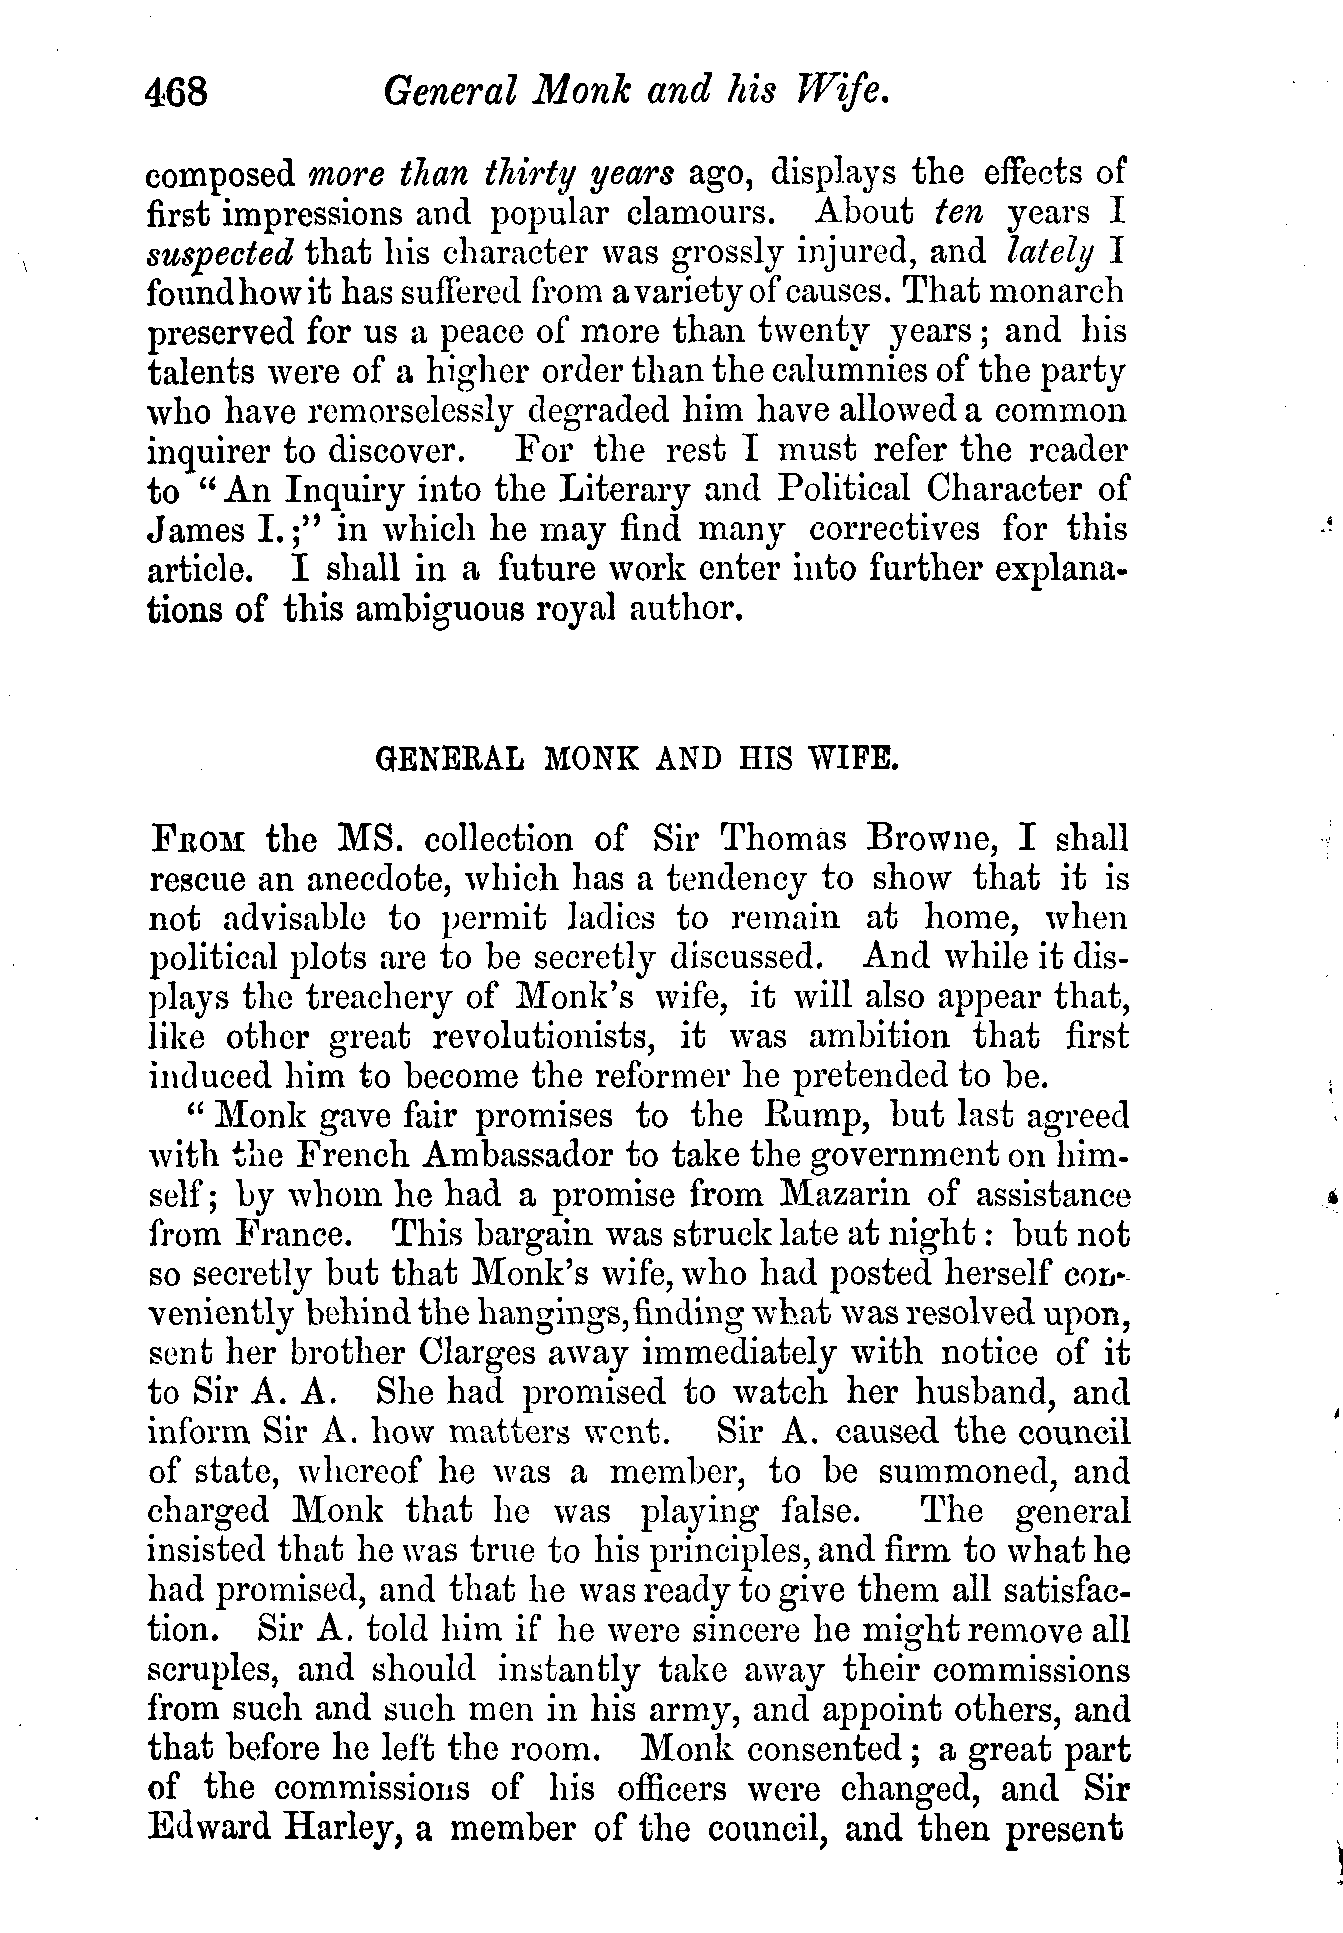 468 General Monk and his Wife.
composed more than thirty years ago, displays the effects of
first impressions and popular clamours. About ten years I
suspected that his character was grossly injured, and lately I
found how it has suffered from a variety of causes. That monarch
preserved for us a peace of more than twenty years; and his
talents were of a higher order than the calumnies of the party
who have remorselessly degraded him have allowed a common
inquirer to discover. For the rest I must refer the reader
to "An Inquiry into the Literary and Political Character of
James I.;" in which he may find many correctives for this
article. I shall in a future work enter into further explana-
tions of this ambiguous royal author.
GENERAL MONK AND HIS WIFE.
FROM the MS. collection of Sir Thomas Browne, I shall
rescue an anecdote, which has a tendency to show that it is
not advisable to permit ladies to remain at home, when
political plots are to be secretly discussed. And while it dis-
plays the treachery of Monk's wife, it will also appear that,
like other great revolutionists, it was ambition that first
induced him to become the reformer he pretended to be.
"Monk gave fair promises to the Rump, but last agreed
with the French Ambassador to take the government on him-
self; by whom he had a promise from Mazarin of assistance
from France. This bargain was struck late at night: but not
so secretly but that Monk's wife, who had posted herself con-
veniently behind the hangings, finding what was resolved upon,
sent her brother Clarges away immediately with notice of it
to Sir A. A. She had promised to watch her husband, and
inform Sir A. how matters went. Sir A. caused the council
of state, whereof he was a member, to be summoned, and
charged Monk that he was playing false. The general
insisted that he was true to his principles, and firm to what he
had promised, and that he was ready to give them all satisfac-
tion. Sir A. told him if he were sincere he might remove all
scruples, and should instantly take away their commissions
from such and such men in his army, and appoint others, and
that before he left the room. Monk consented; a great part
of the commissions of his officers were changed, and Sir
Edward Harley, a member of the council, and then present